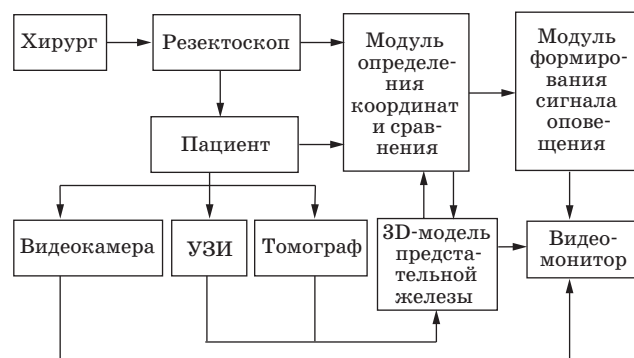 Хирург
Резектоскоп
Модуль
определе-
ния
координат
и срав-
нения
Модуль
формиро-
вания
сигнала
опове-
щения
Пациент
Видеокамера
УЗИ
Томограф
3D-модель
предста-
тельной
железы
Видео-
монитор